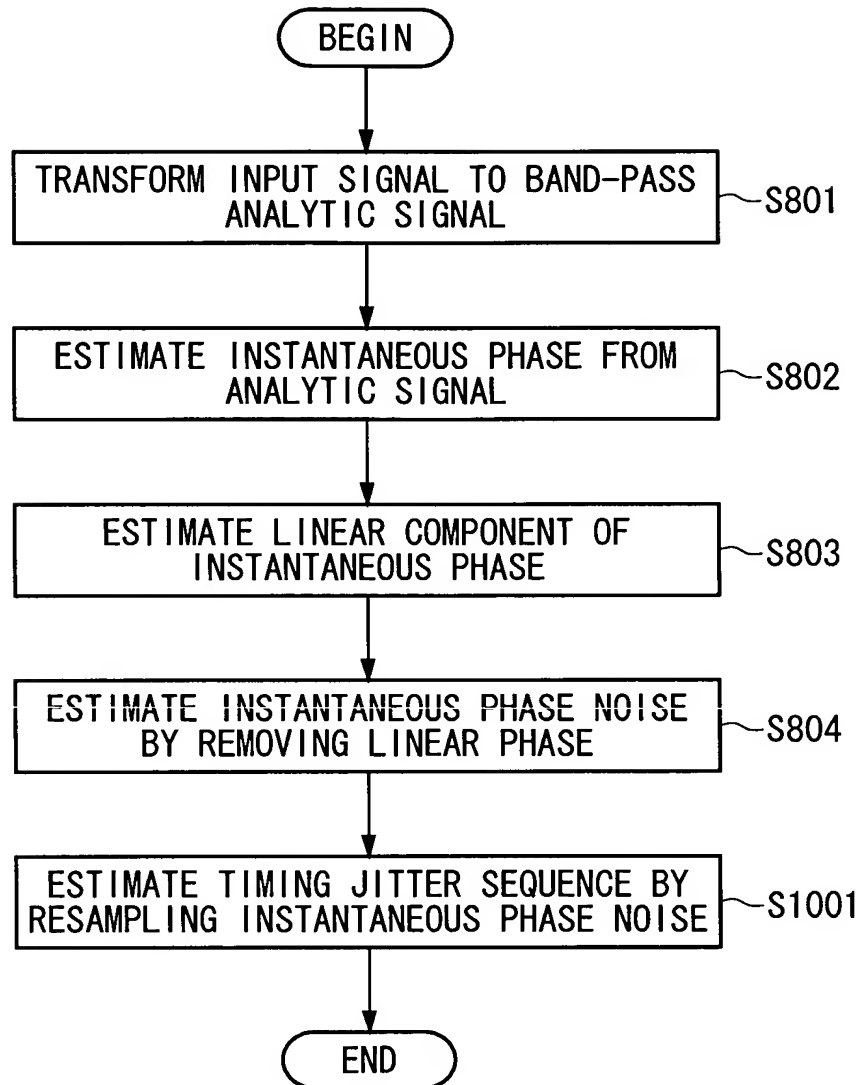 BEGIN
TRANSFORM INPUT SIGNAL TO BAND-PASS
ANALYTIC SIGNAL
S801
ESTIMATE INSTANTANEOUS PHASE FROM
ANALYTIC SIGNAL
S802
ESTIMATE LINEAR COMPONENT OF
INSTANTANEOUS PHASE
S803
ESTIMATE INSTANTANEOUS PHASE NOISE
BY REMOVING LINEAR PHASE
S804
ESTIMATE TIMING JITTER SEQUENCE BY
RESAMPLING INSTANTANEOUS PHASE NOISE
S1001
END